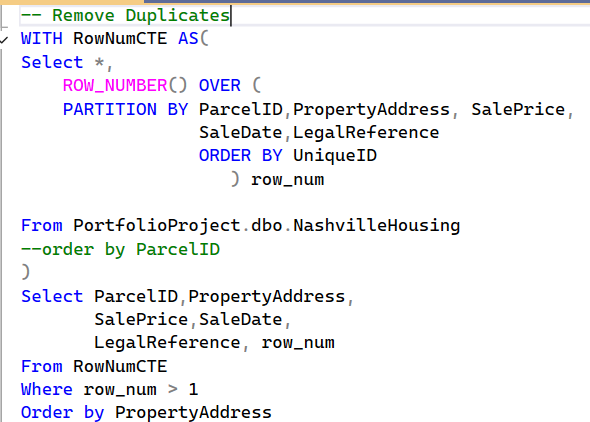 -- Remove Duplicates
WITH RowNumCTE AS(
Select *,
ROW_NUMBER() OVER (
PARTITION BY ParcelID,PropertyAddress, SalePrice,
SaleDate,LegalReference
ORDER BY UniqueID
) row_num
From PortfolioProject.dbo.NashvilleHousing
--order by ParcelID
)
Select ParcelID,PropertyAddress,
SalePrice,SaleDate,
LegalReference, row_num
From RowNumCTE
Where row_num > 1
Order by PropertyAddress